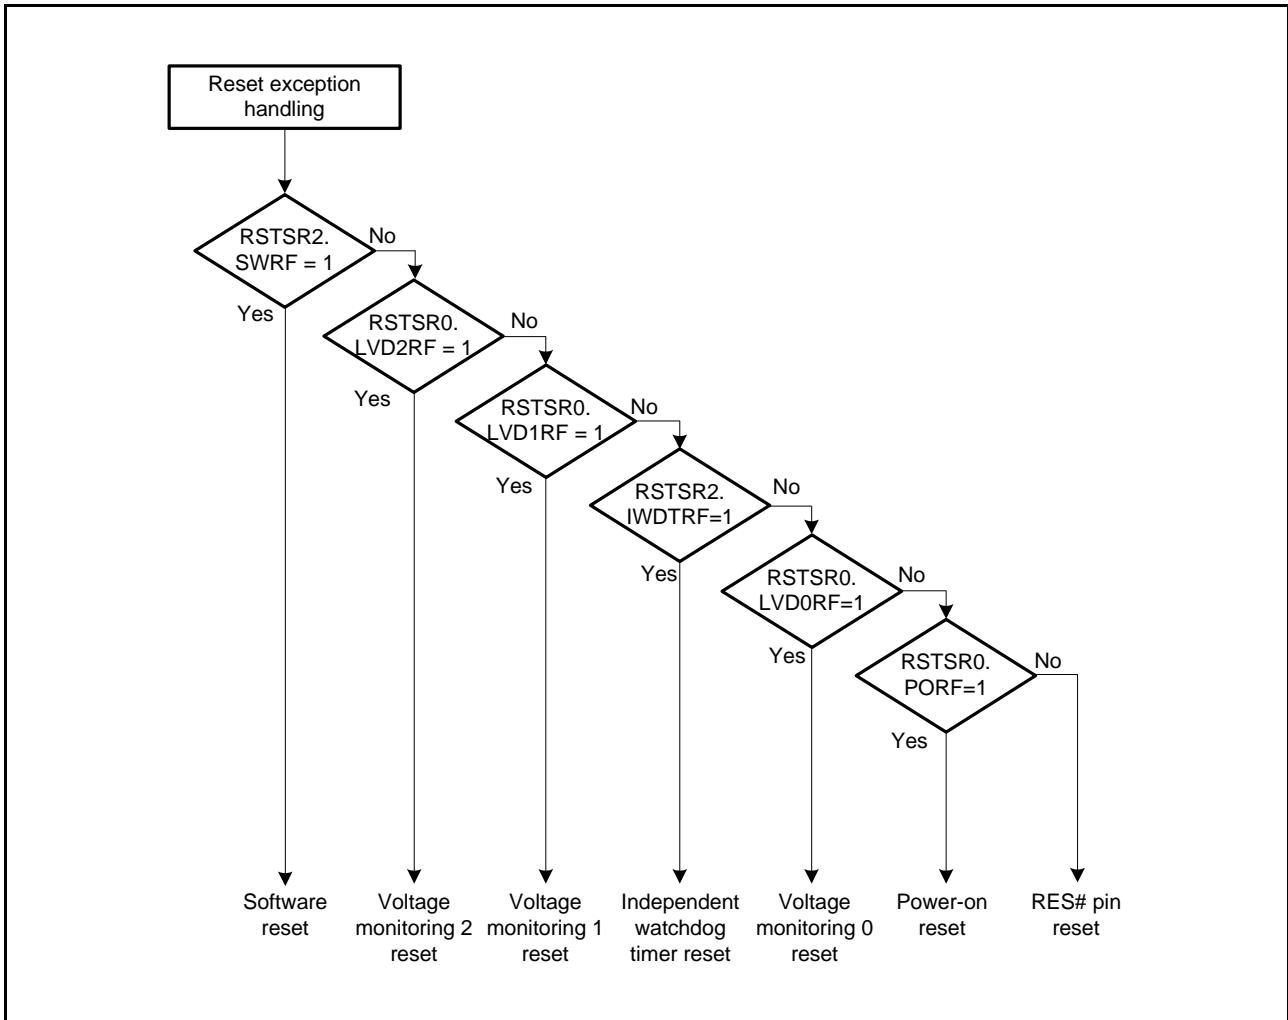 Reset exception
handling
RSTSR2.
SWRF = 1
No
Yes
RSTSR0.
LVD2RF = 1
No
Yes
RSTSR0.
LVD1RF = 1
No
Yes
RSTSR2.
IWDTRF=1
No
Yes
RSTSR0.
LVD0RF=1
No
Yes
RSTSR0.
PORF=1
No
Yes
Software
reset
Voltage
monitoring 2
reset
Voltage
monitoring 1
reset
Independent
watchdog
timer reset
Voltage
monitoring 0
reset
Power-on
reset
RES# pin
reset